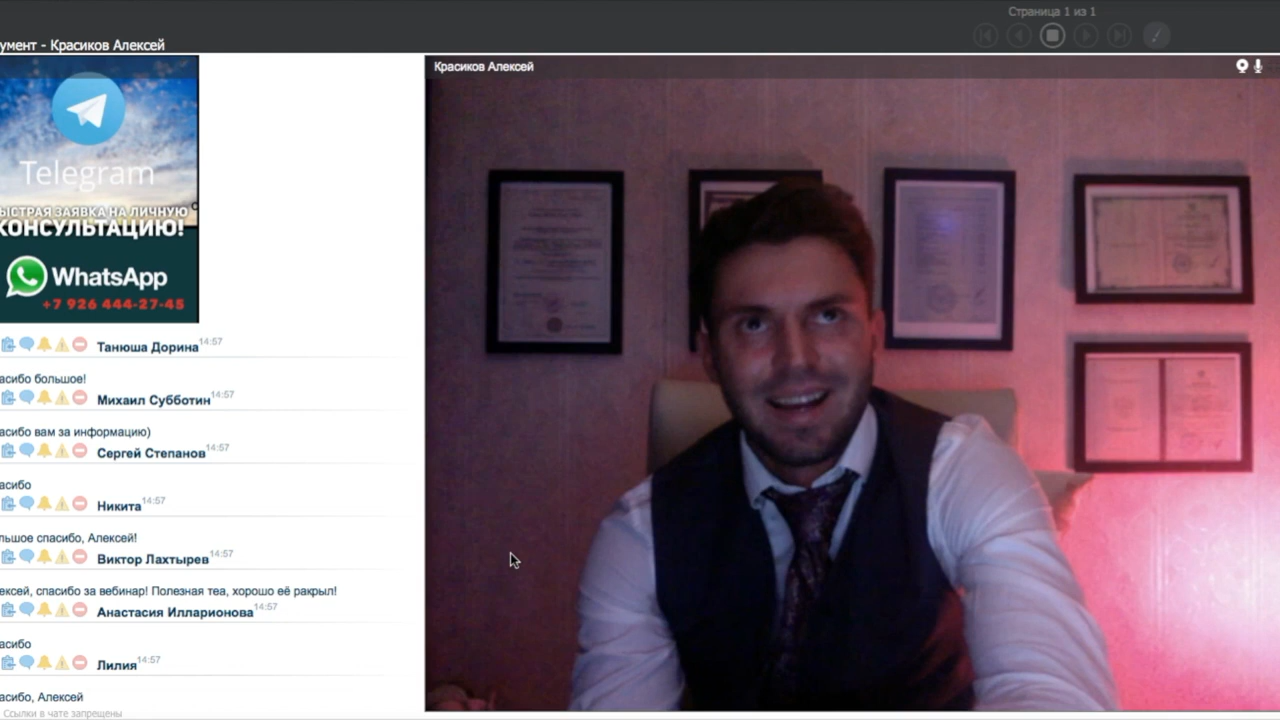 Страница 1 из 1
умент - Красиков Алексей
Красиков Алексей
Telegram
ЫСТРАЯ ЗАЯВКА НА ЛИЧНУЮ
КОНСУЛЬТАЦИЮ!
WhatsApp
+7 926 444-27-45
Танюша Дорина 14:57
асибо большое!
Михаил Субботин 14:57
асибо вам за информацию)
Сергей Степанов 14:57
асибо
Никита 14:57
льшое спасибо, Алексей!
Виктор Лахтырев 14:57
ексей, спасибо за вебинар! Полезная теа, хорошо её ракрыл!
Анастасия Илларионова 14:57
асибо
Лилия 14:57
асибо, Алексей
Ссылки в чате запрещены